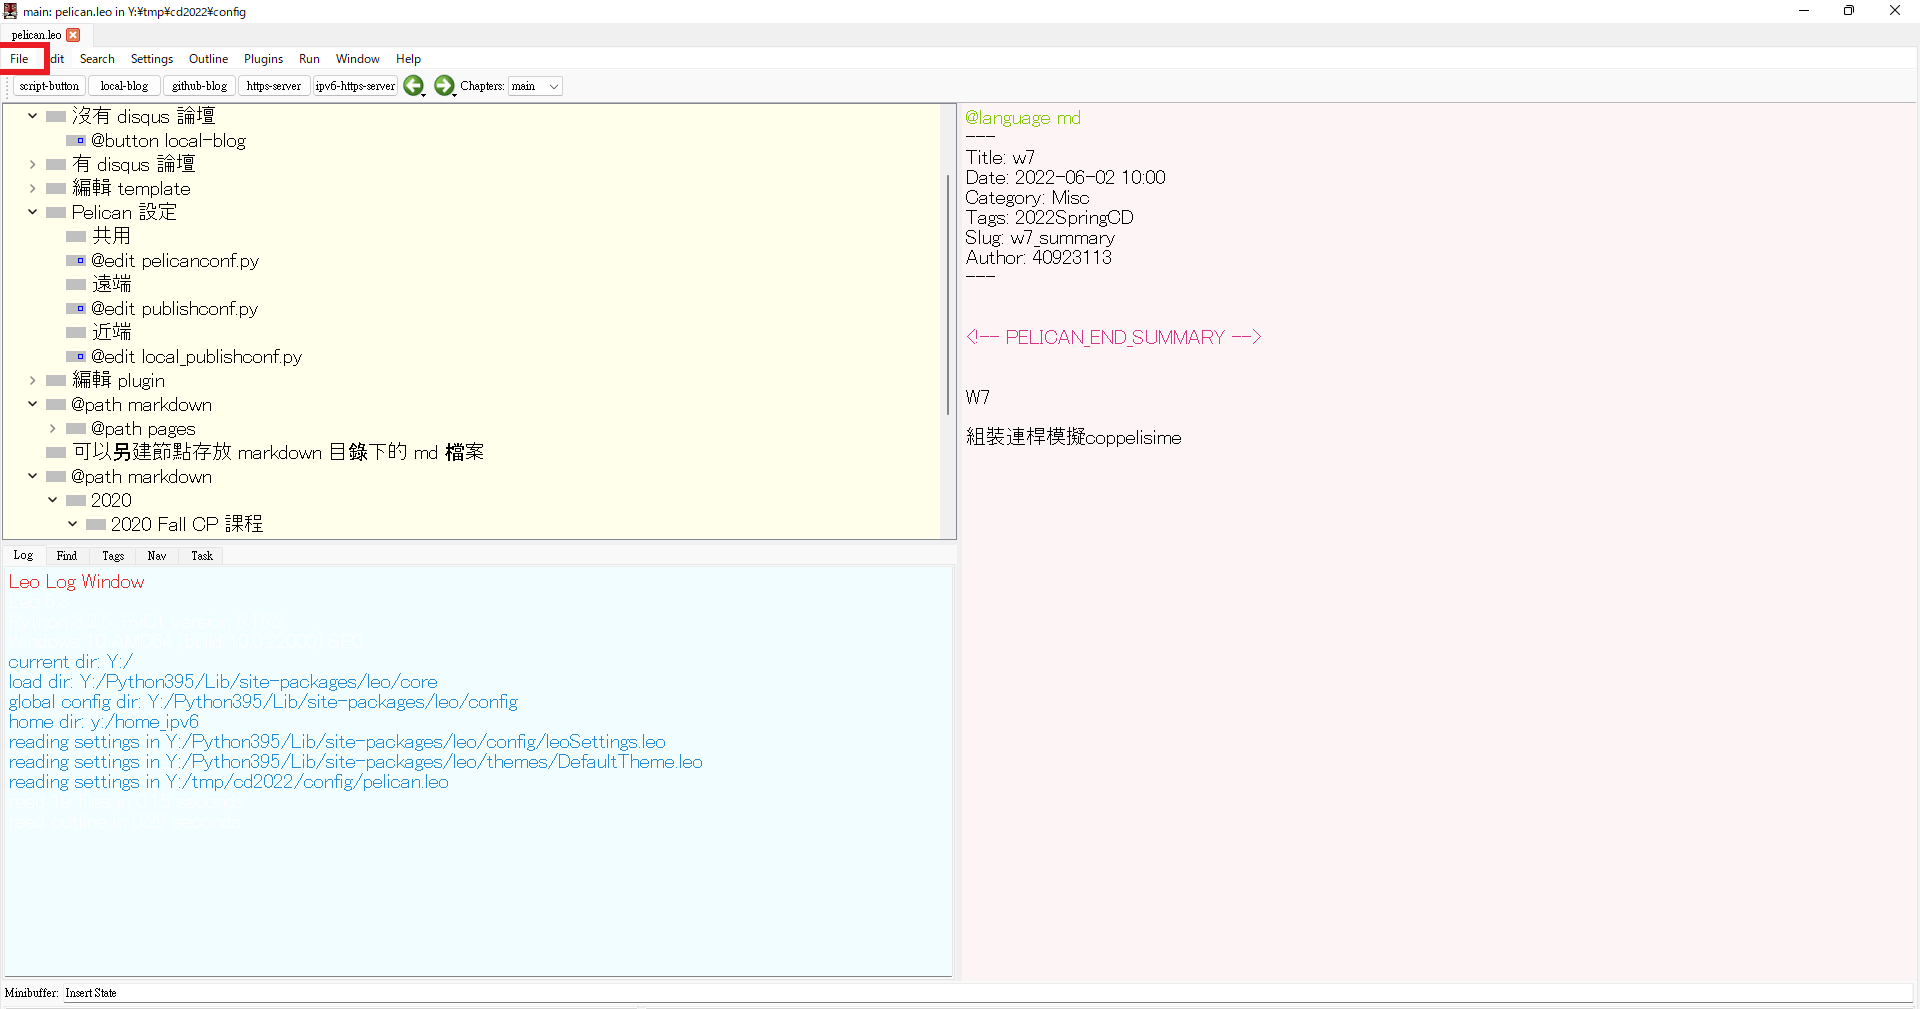 main: pelican.leo in Y:¥tmp¥cd2022¥config
pelican.leo
File dit Search Settings Outline Plugins Run Window Help
script-button local-blog github-blog https-server ipv6-https-server Chapters: main
沒有 disqus 論壇
@button local-blog
有 disqus 論壇
編輯 template
Pelican 設定
共用
@edit pelicanconf.py
遠端
@edit publishconf.py
近端
@edit local_publishconf.py
編輯 plugin
@path markdown
@path pages
可以另建節點存放 markdown 目錄下的 md 檔案
@path markdown
2020
2020 Fall CP 課程
Log Find Tags Nav Task
Leo Log Window
current dir: Y:/
load dir: Y:/Python395/Lib/site-packages/leo/core
global config dir: Y:/Python395/Lib/site-packages/leo/config
home dir: y:/home_ipv6
reading settings in Y:/Python395/Lib/site-packages/leo/config/leoSettings.leo
reading settings in Y:/Python395/Lib/site-packages/leo/themes/DefaultTheme.leo
reading settings in Y:/tmp/cd2022/config/pelican.leo
@language md
---
Title: w7
Date: 2022-06-02 10:00
Category: Misc
Tags: 2022SpringCD
Slug: w7_summary
Author: 40923113
---
<!-- PELICAN_END_SUMMARY -->
W7
組裝連桿模擬coppelisime
Minibuffer: Insert State